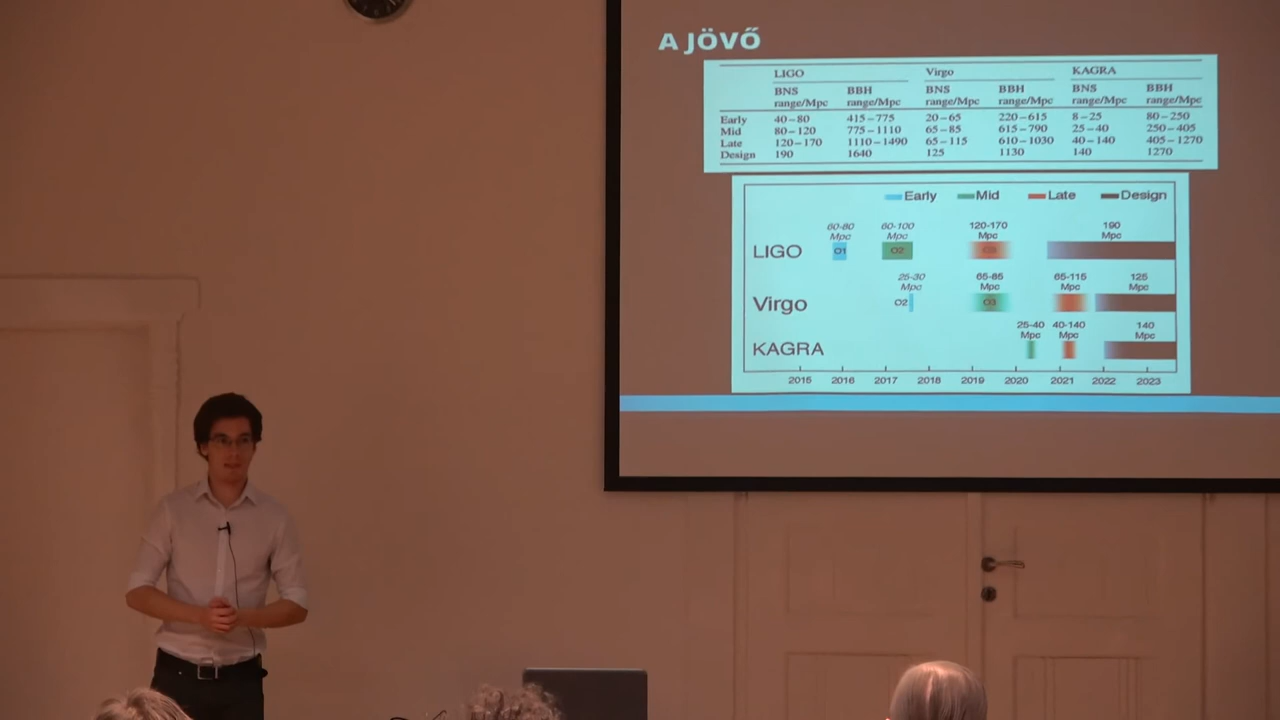 A JÖVŐ
LIGO Virgo KAGRA
BNS BBH BNS BBH BNS BBH
range/Mpc range/Mpc range/Mpc range/Mpc range/Mpc range/Mpc
Early 40–80 415–775 20–65 220–615 8–25 80–250
Mid 80–120 775–1110 65–85 615–790 25–40 250–405
Late 120–170 1110–1490 65–115 610–1030 40–140 405–1270
Design 190 1640 125 1130 140 1270
Early Mid Late Design
60-80 60-100 120-170 190
Mpc Mpc Mpc Mpc
LIGO O1 O2 O3
25-30 65-85 65-115 125
Mpc Mpc Mpc Mpc
Virgo O2 O3
25-40 40-140 140
Mpc Mpc Mpc
KAGRA
2015 2016 2017 2018 2019 2020 2021 2022 2023